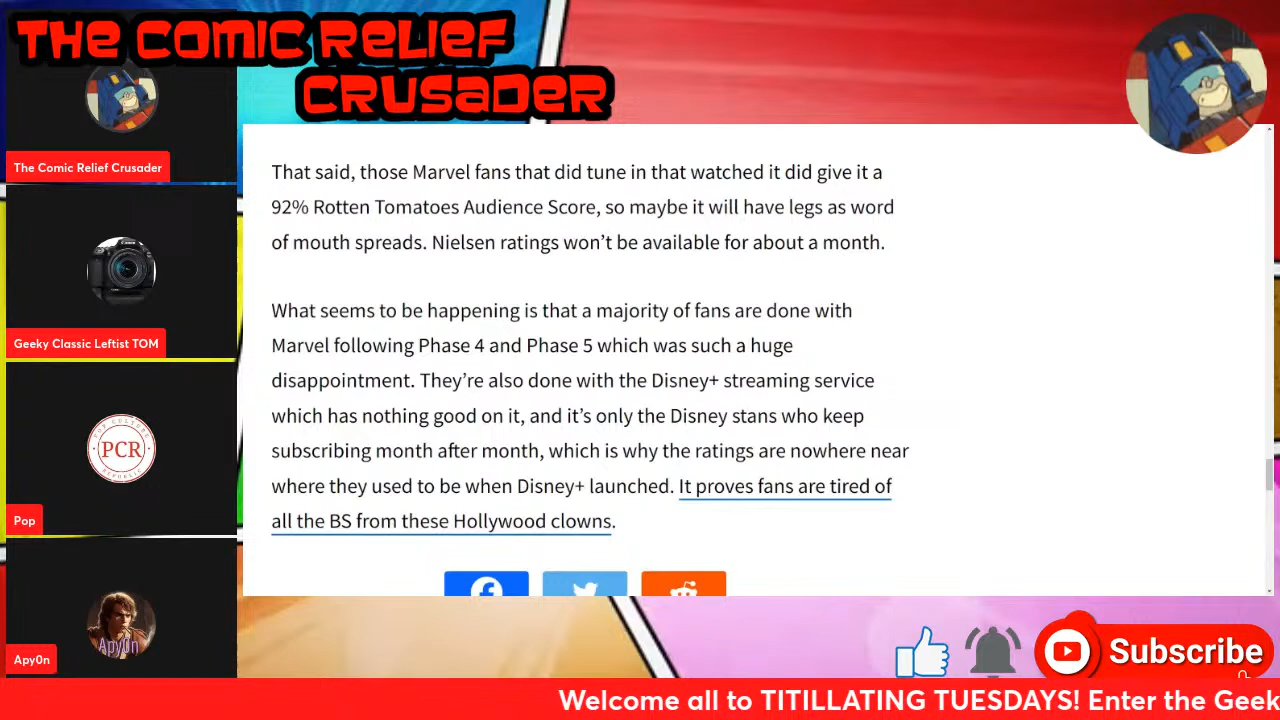 THE COMIC RELIEF
CRUSADER
The Comic Relief Crusader
Geeky Classic Leftist TOM
POP CULTURE
PCR
REPUBLIC
Pop
Apy0n
Apy0n
That said, those Marvel fans that did tune in that watched it did give it a
92% Rotten Tomatoes Audience Score, so maybe it will have legs as word
of mouth spreads. Nielsen ratings won’t be available for about a month.
What seems to be happening is that a majority of fans are done with
Marvel following Phase 4 and Phase 5 which was such a huge
disappointment. They’re also done with the Disney+ streaming service
which has nothing good on it, and it’s only the Disney stans who keep
subscribing month after month, which is why the ratings are nowhere near
where they used to be when Disney+ launched. It proves fans are tired of
all the BS from these Hollywood clowns.
Subscribe
Welcome all to TITILLATING TUESDAYS! Enter the Geek